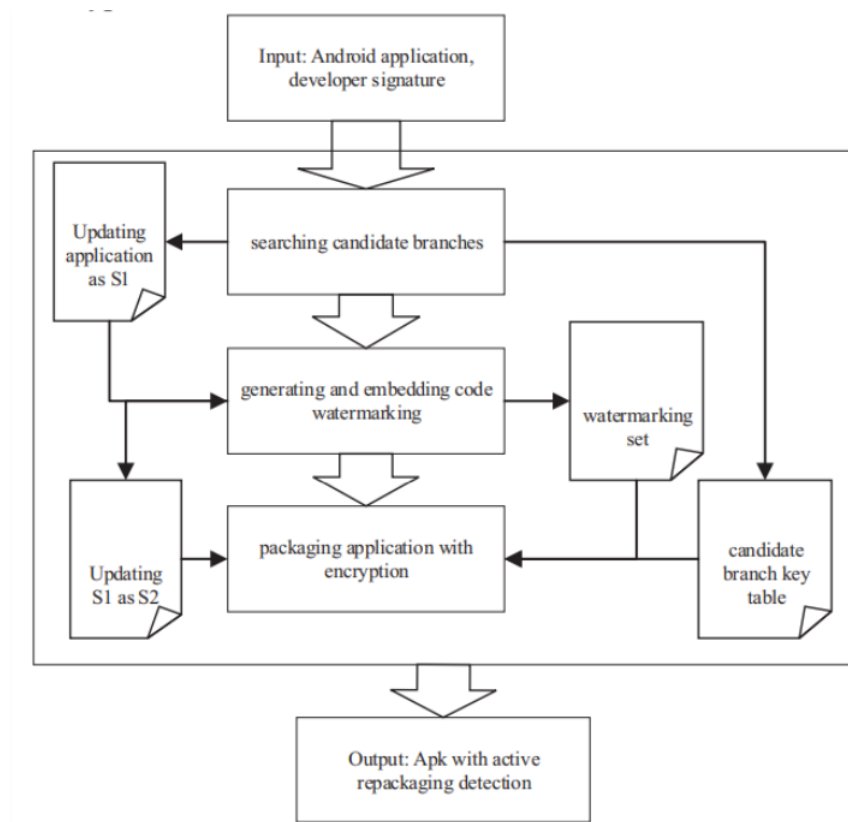 Input: Android application,
developer signature
Updating
application
as S1
searching candidate branches
generating and embedding code
watermarking
watermarking
set
Updating
S1 as S2
packaging application with
encryption
candidate
branch key
table
Output: Apk with active
repackaging detection